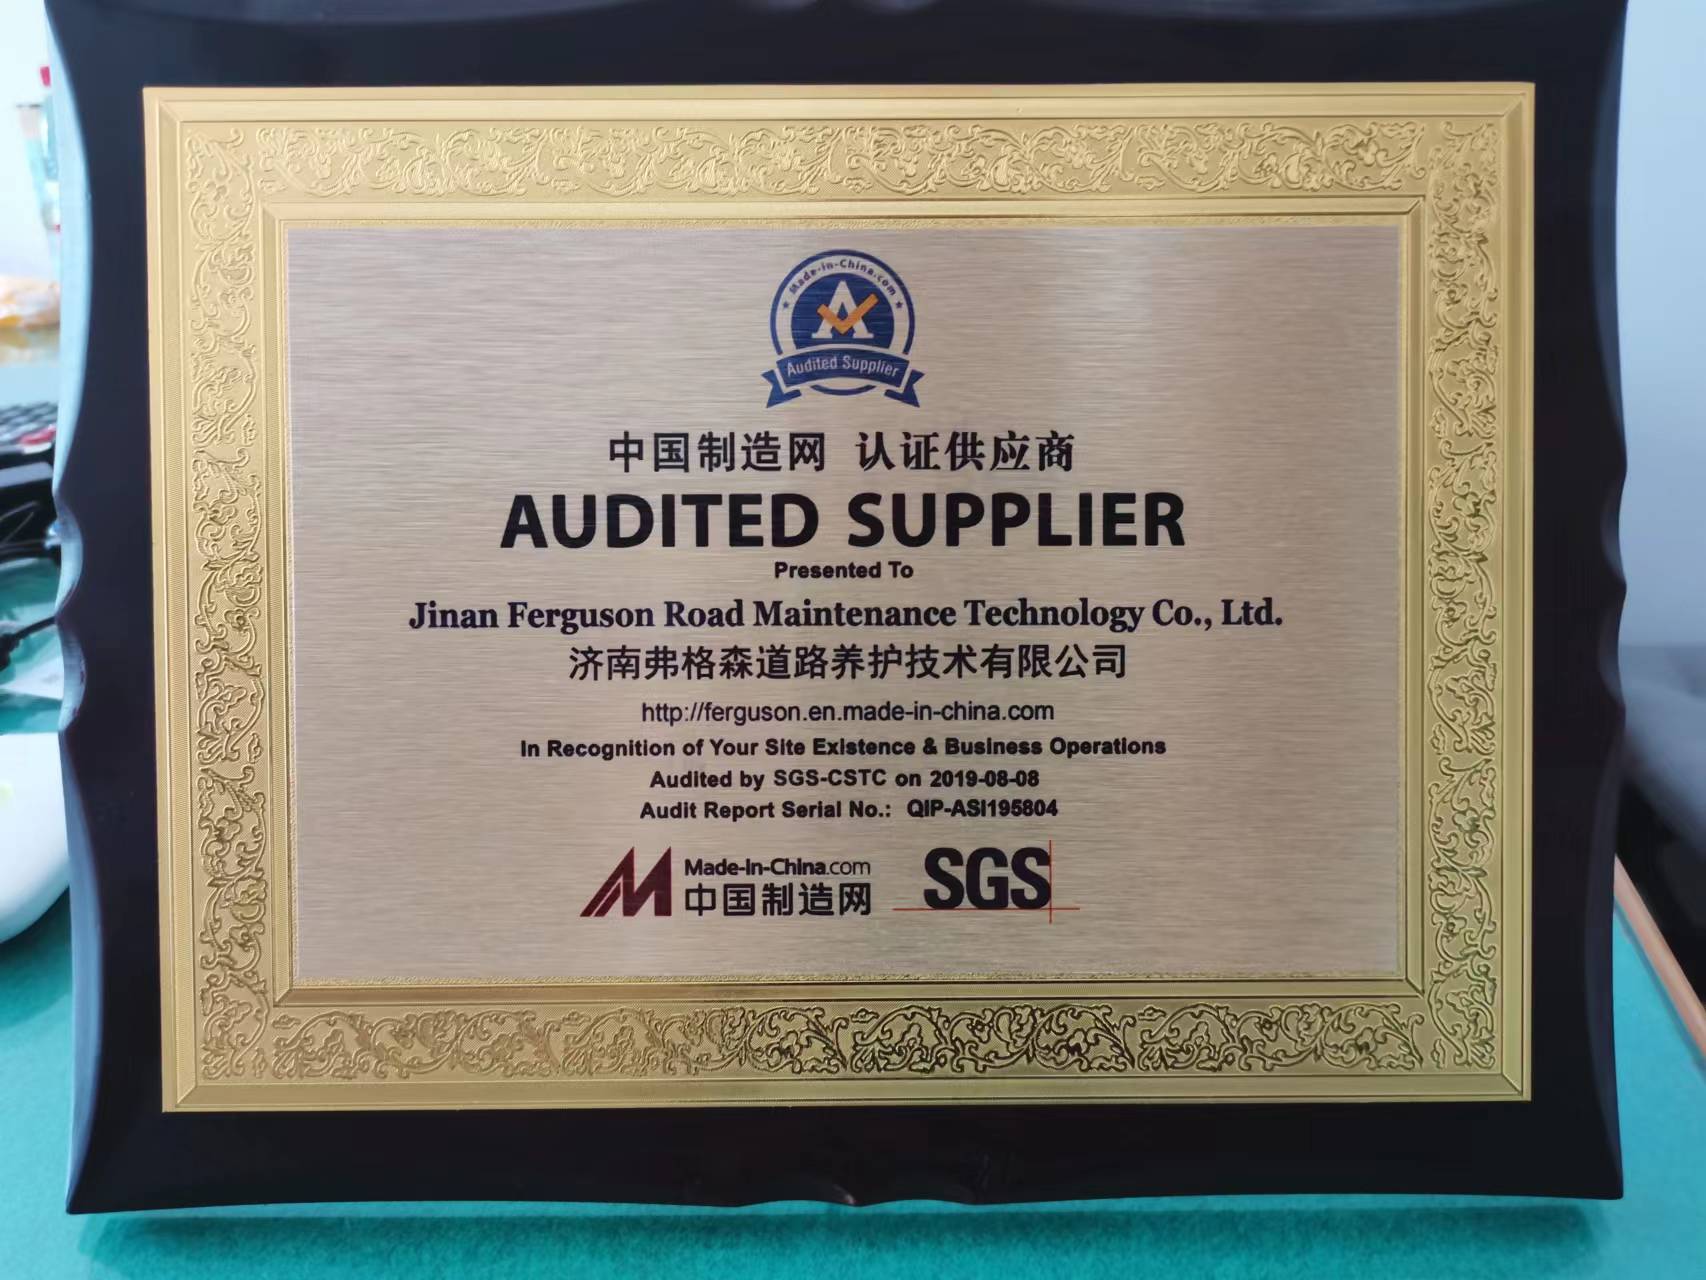 Made-in-China.com
A
Audited Supplier
中国制造网 认证供应商
AUDITED SUPPLIER
Presented To
Jinan Ferguson Road Maintenance Technology Co., Ltd.
济南弗格森道路养护技术有限公司
http://ferguson.en.made-in-china.com
In Recognition of Your Site Existence & Business Operations
Audited by SGS-CSTC on 2019-08-08
Audit Report Serial No.: QIP-ASI195804
Made-in-China.com
中国制造网
SGS